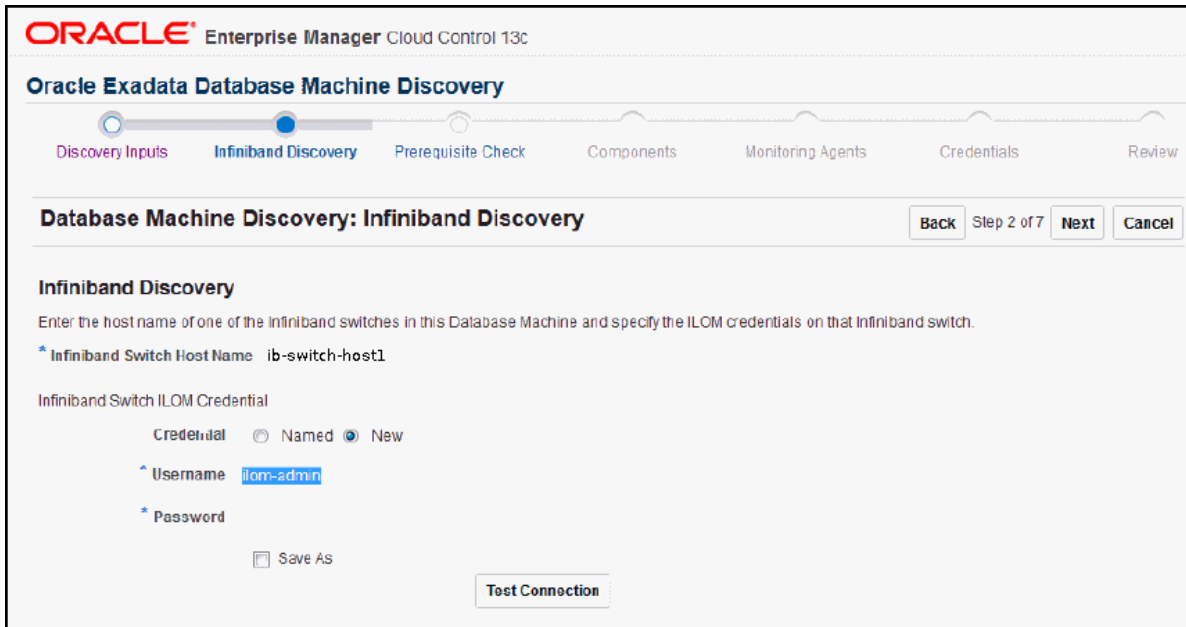 ORACLE® Enterprise Manager Cloud Control 13c
Oracle Exadata Database Machine Discovery
Discovery Inputs Infiniband Discovery Prerequisite Check Components Monitoring Agents Credentials Review
Database Machine Discovery: Infiniband Discovery Back Step 2 of 7 Next Cancel
Infiniband Discovery
Enter the host name of one of the Infiniband switches in this Database Machine and specify the ILOM credentials on that Infiniband switch.
* Infiniband Switch Host Name ib-switch-host1
Infiniband Switch ILOM Credential
Credential Named New
* Username ilom-admin
* Password
Save As
Test Connection